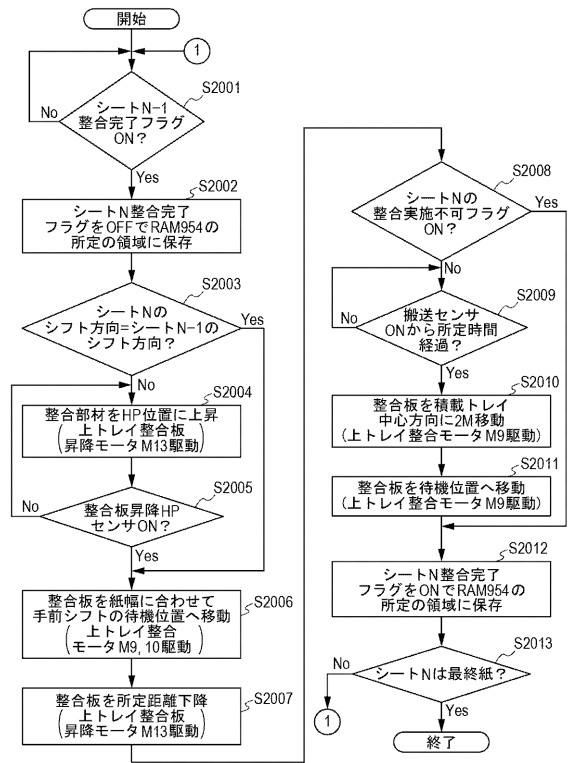 開始
1
S2001
シートN-1
整合完了フラグ
ON?
No
Yes
S2002
シートN整合完了
フラグをOFFでRAM954の
所定の領域に保存
S2003
シートNの
シフト方向=シートN-1の
シフト方向?
Yes
No
S2004
整合部材をHP位置に上昇
(上トレイ整合板
昇降モータM13駆動)
S2005
整合板昇降HP
センサON?
No
Yes
S2006
整合板を紙幅に合わせて
手前シフトの待機位置へ移動
(上トレイ整合
モータM9, 10駆動)
S2007
整合板を所定距離下降
(上トレイ整合板
昇降モータM13駆動)
S2008
シートNの
整合実施不可フラグ
ON?
Yes
No
S2009
搬送センサ
ONから所定時間
経過?
No
Yes
S2010
整合板を積載トレイ
中心方向に2M移動
(上トレイ整合モータM9駆動)
S2011
整合板を待機位置へ移動
(上トレイ整合モータM9駆動)
S2012
シートN整合完了
フラグをONでRAM954の
所定の領域に保存
S2013
シートNは最終紙?
No
1
Yes
終了